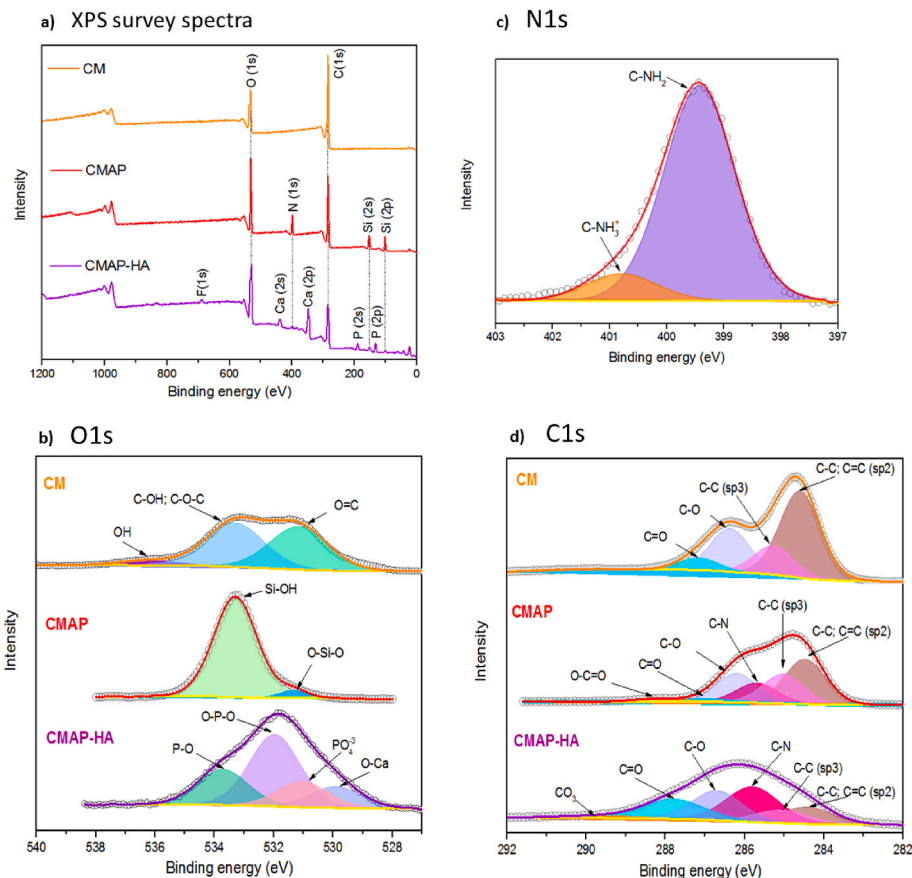 a) XPS survey spectra
CM
CMAP
CMAP-HA
O (1s)
C(1s)
N (1s)
Si (2s)
Si (2p)
F(1s)
Ca (2s)
Ca (2p)
P (2s)
P (2p)
Intensity
1200 1000 800 600 400 200 0
Binding energy (eV)
c) N1s
C-NH2
C-NH3+
Intensity
403 402 401 400 399 398 397
Binding energy (eV)
b) O1s
CM
C-OH; C-O-C
O=C
OH
CMAP
Si-OH
O-Si-O
CMAP-HA
O-P-O
P-O
PO4-3
O-Ca
Intensity
540 538 536 534 532 530 528
Binding energy (eV)
d) C1s
CM
C-C; C=C (sp2)
C-C (sp3)
C-O
C=O
CMAP
C-C (sp3)
C-C; C=C (sp2)
C-N
C-O
C=O
O-C=O
CMAP-HA
C-N
C-O
C=O
C-C (sp3)
C-C; C=C (sp2)
CO3
Intensity
292 290 288 286 284 282
Binding energy (eV)